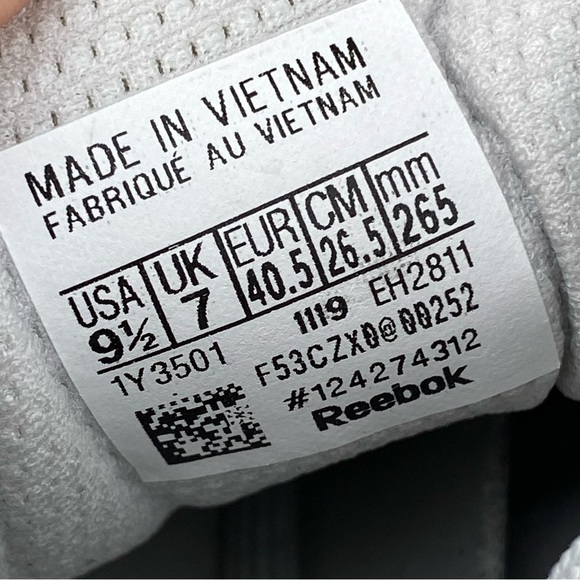 MADE IN VIETNAM
FABRIQUÉ AU VIETNAM
USA UK EUR CM mm
9½ 7 40.5 26.5 265
1Y3501 1119 EH2811
F53CZX0@00252
#124274312
Reebok